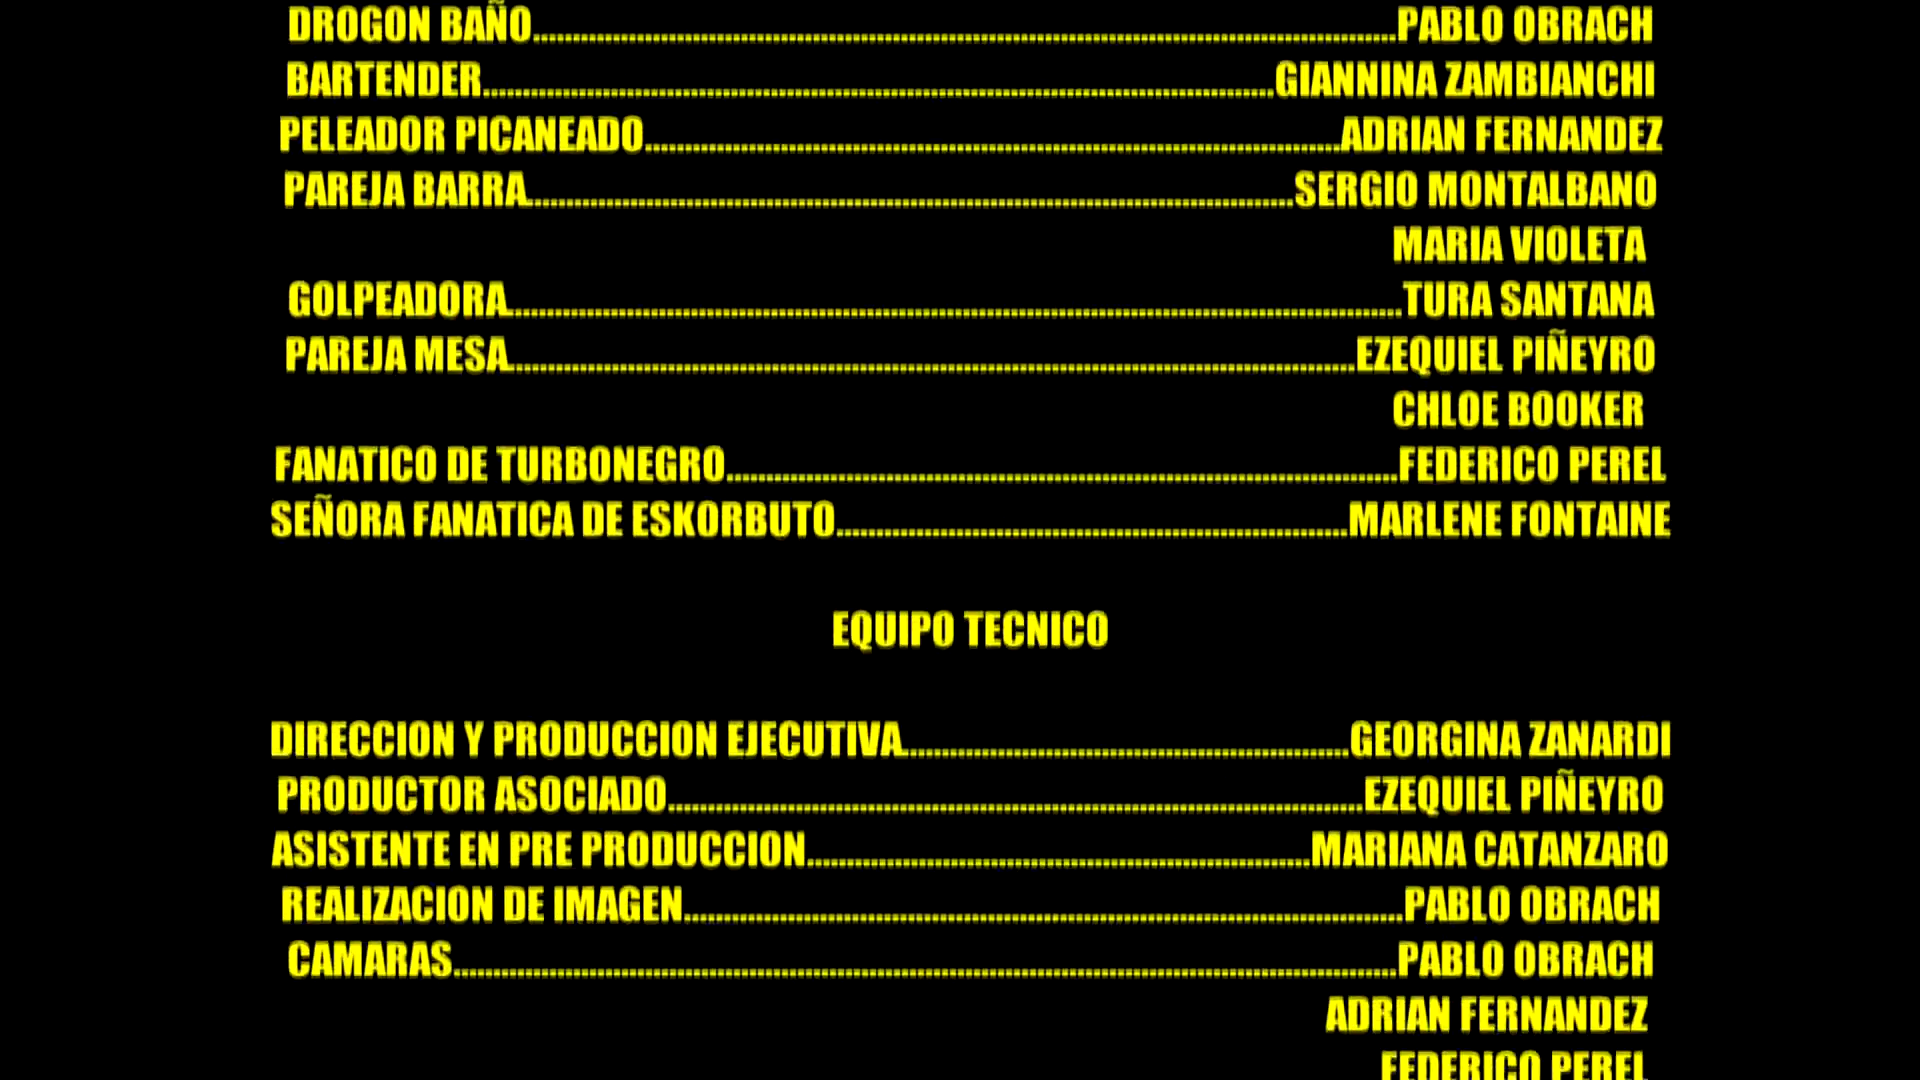 DROGON BAÑO..........PABLO OBRACH
BARTENDER..........GIANNINA ZAMBIANCHI
PELEADOR PICANEADO..........ADRIAN FERNANDEZ
PAREJA BARRA..........SERGIO MONTALBANO
MARIA VIOLETA
GOLPEADORA..........TURA SANTANA
PAREJA MESA..........EZEQUIEL PIÑEYRO
CHLOE BOOKER
FANATICO DE TURBONEGRO..........FEDERICO PEREL
SEÑORA FANATICA DE ESKORBUTO..........MARLENE FONTAINE
EQUIPO TECNICO
DIRECCION Y PRODUCCION EJECUTIVA..........GEORGINA ZANARDI
PRODUCTOR ASOCIADO..........EZEQUIEL PIÑEYRO
ASISTENTE EN PRE PRODUCCION..........MARIANA CATANZARO
REALIZACION DE IMAGEN..........PABLO OBRACH
CAMARAS..........PABLO OBRACH
ADRIAN FERNANDEZ
FEDERICO PEREL